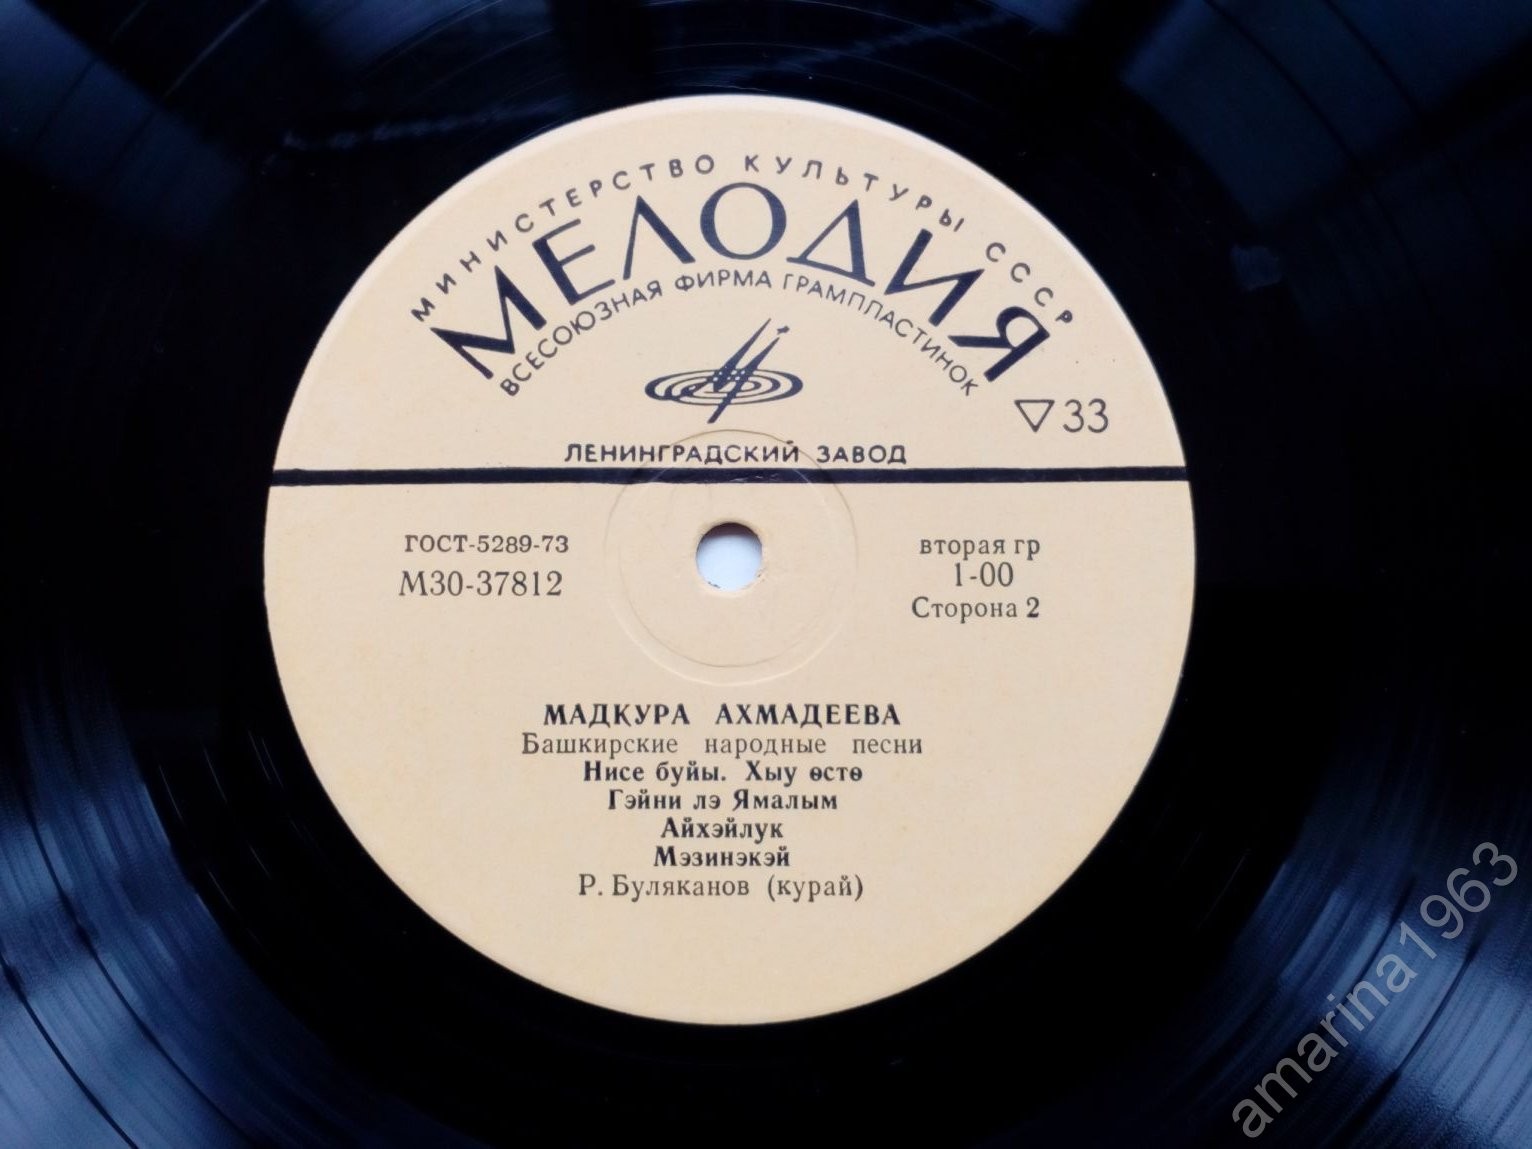 МИНИСТЕРСТВО КУЛЬТУРЫ СССР
МЕЛОДИЯ
ВСЕСОЮЗНАЯ ФИРМА ГРАМПЛАСТИНОК
▽33
ЛЕНИНГРАДСКИЙ ЗАВОД
ГОСТ-5289-73
М30-37812
вторая гр
1-00
Сторона 2
МАДКУРА АХМАДЕЕВА
Башкирские народные песни
Нисе буйы. Хыу өстө
Гэйни лэ Ямалым
Айхэйлук
Мэзинэкэй
Р. Буляканов (курай)
amarina1963